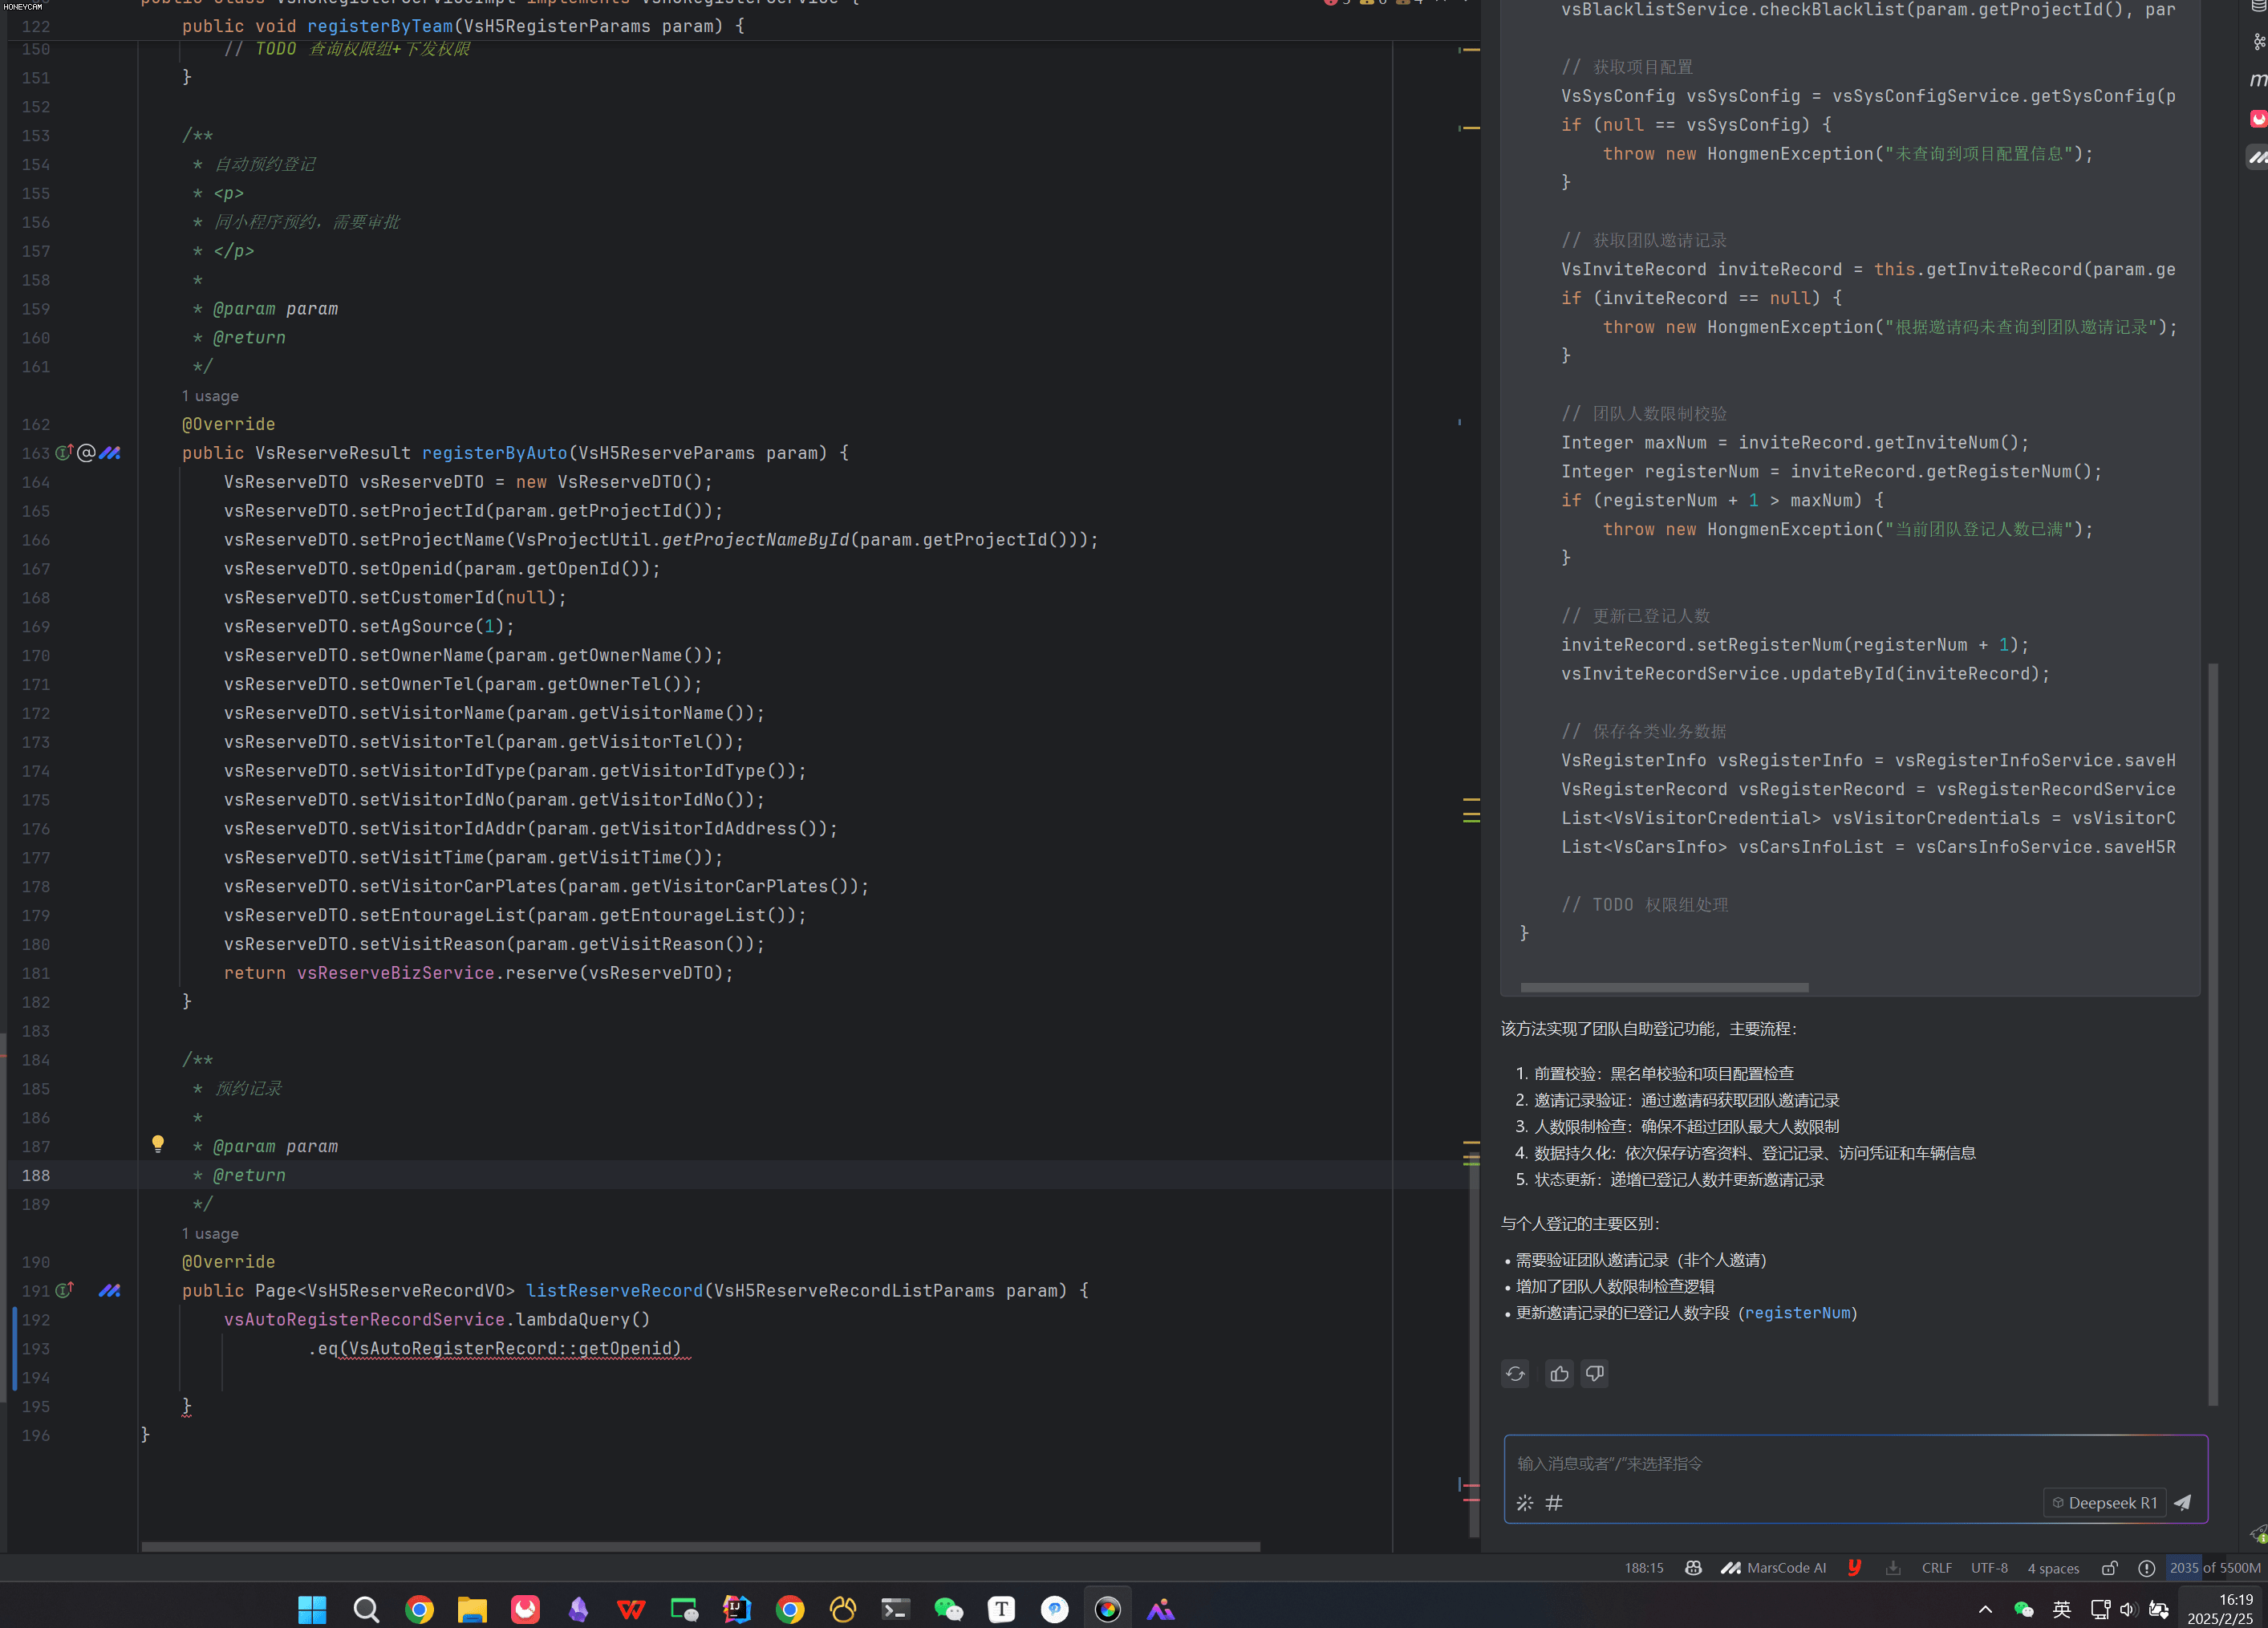 HONEYCAM
122 public void registerByTeam(VsH5RegisterParams param) {
150 // TODO 查询权限组+下发权限
151 }
152
153 /**
154 * 自动预约登记
155 * <p>
156 * 同小程序预约，需要审批
157 * </p>
158 *
159 * @param param
160 * @return
161 */
1 usage
162 @Override
163 public VsReserveResult registerByAuto(VsH5ReserveParams param) {
164 VsReserveDTO vsReserveDTO = new VsReserveDTO();
165 vsReserveDTO.setProjectId(param.getProjectId());
166 vsReserveDTO.setProjectName(VsProjectUtil.getProjectNameById(param.getProjectId()));
167 vsReserveDTO.setOpenid(param.getOpenId());
168 vsReserveDTO.setCustomerId(null);
169 vsReserveDTO.setAgSource(1);
170 vsReserveDTO.setOwnerName(param.getOwnerName());
171 vsReserveDTO.setOwnerTel(param.getOwnerTel());
172 vsReserveDTO.setVisitorName(param.getVisitorName());
173 vsReserveDTO.setVisitorTel(param.getVisitorTel());
174 vsReserveDTO.setVisitorIdType(param.getVisitorIdType());
175 vsReserveDTO.setVisitorIdNo(param.getVisitorIdNo());
176 vsReserveDTO.setVisitorIdAddr(param.getVisitorIdAddress());
177 vsReserveDTO.setVisitTime(param.getVisitTime());
178 vsReserveDTO.setVisitorCarPlates(param.getVisitorCarPlates());
179 vsReserveDTO.setEntourageList(param.getEntourageList());
180 vsReserveDTO.setVisitReason(param.getVisitReason());
181 return vsReserveBizService.reserve(vsReserveDTO);
182 }
183
184 /**
185 * 预约记录
186 *
187 * @param param
188 * @return
189 */
1 usage
190 @Override
191 public Page<VsH5ReserveRecordVO> listReserveRecord(VsH5ReserveRecordListParams param) {
192 vsAutoRegisterRecordService.lambdaQuery()
193 .eq(VsAutoRegisterRecord::getOpenid)
194
195 }
196 }
vsBlacklistService.checkBlacklist(param.getProjectId(), par
// 获取项目配置
VsSysConfig vsSysConfig = vsSysConfigService.getSysConfig(p
if (null == vsSysConfig) {
throw new HongmenException("未查询到项目配置信息");
}
// 获取团队邀请记录
VsInviteRecord inviteRecord = this.getInviteRecord(param.ge
if (inviteRecord == null) {
throw new HongmenException("根据邀请码未查询到团队邀请记录");
}
// 团队人数限制校验
Integer maxNum = inviteRecord.getInviteNum();
Integer registerNum = inviteRecord.getRegisterNum();
if (registerNum + 1 > maxNum) {
throw new HongmenException("当前团队登记人数已满");
}
// 更新已登记人数
inviteRecord.setRegisterNum(registerNum + 1);
vsInviteRecordService.updateById(inviteRecord);
// 保存各类业务数据
VsRegisterInfo vsRegisterInfo = vsRegisterInfoService.saveH
VsRegisterRecord vsRegisterRecord = vsRegisterRecordService
List<VsVisitorCredential> vsVisitorCredentials = vsVisitorC
List<VsCarsInfo> vsCarsInfoList = vsCarsInfoService.saveH5R
// TODO 权限组处理
}
该方法实现了团队自助登记功能，主要流程：
1. 前置校验：黑名单校验和项目配置检查
2. 邀请记录验证：通过邀请码获取团队邀请记录
3. 人数限制检查：确保不超过团队最大人数限制
4. 数据持久化：依次保存访客资料、登记记录、访问凭证和车辆信息
5. 状态更新：递增已登记人数并更新邀请记录
与个人登记的主要区别：
• 需要验证团队邀请记录（非个人邀请）
• 增加了团队人数限制检查逻辑
• 更新邀请记录的已登记人数字段（registerNum）
输入消息或者“/”来选择指令
Deepseek R1
188:15 MarsCode AI CRLF UTF-8 4 spaces 2035 of 5500M
英 16:19
2025/2/25